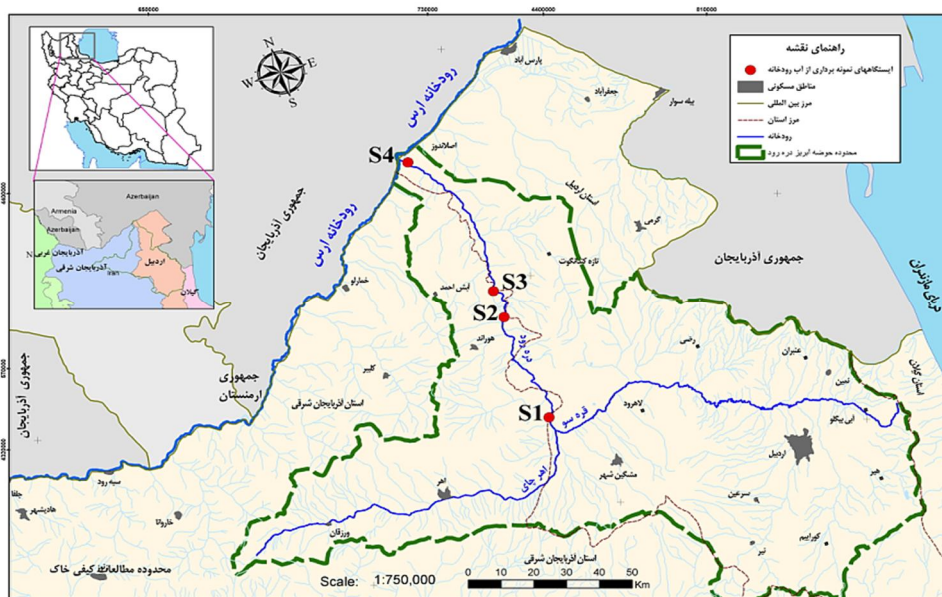 650000
730000
4400000
810000
راهنمای نقشه
ایستگاههای نمونه برداری از آب رودخانه
مناطق مسکونی
مرز بین المللی
مرز استان
رودخانه
محدوده حوضه آبریز دره رود
N
E
S
W
پارس آباد
جعفرآباد
بیله سوار
رودخانه ارس
اصلاندوز
S4
استان اردبیل
گرمی
4400000
Azerbaijan
Armenia
Azerbaijan
آذربایجان غربی
آذربایجان شرقی
Iran
اردبیل
گیلان
N
جمهوری آذربایجان
رودخانه ارس
جمهوری آذربایجان
دریای مازندران
تازه کندانگوت
S3
آبش احمد
خمارلو
S2
هوراند
دره رود
رضی
عنبران
نمین
استان گیلان
کلیبر
جمهوری آذربایجان
جمهوری
ارمنستان
استان آذربایجان شرقی
570000
S1
قره سو
لاهرود
آبی بیگلو
اردبیل
4320000
اهر چای
مشگین شهر
سیه رود
جلفا
هادیشهر
اهر
سرعین
هیر
خاروانا
ورزقان
نیر
کوراییم
استان آذربایجان شرقی
محدوده مطالعات کیفی خاک
Scale: 1:750,000
0 10 20 30 40 50
Km